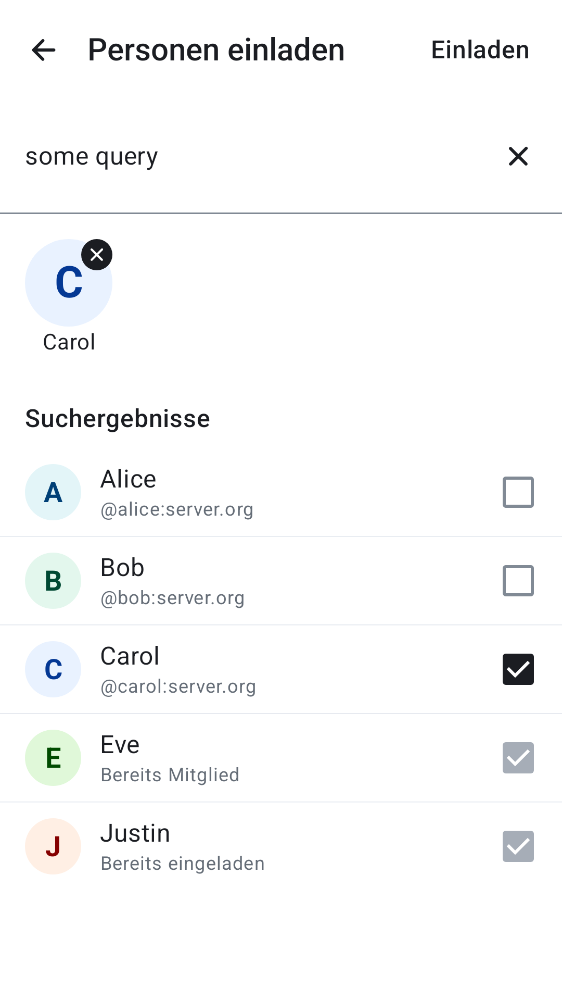 Personen einladen
Einladen
some query
C
Carol
Suchergebnisse
A
Alice
@alice:server.org
B
Bob
@bob:server.org
C
Carol
@carol:server.org
E
Eve
Bereits Mitglied
J
Justin
Bereits eingeladen